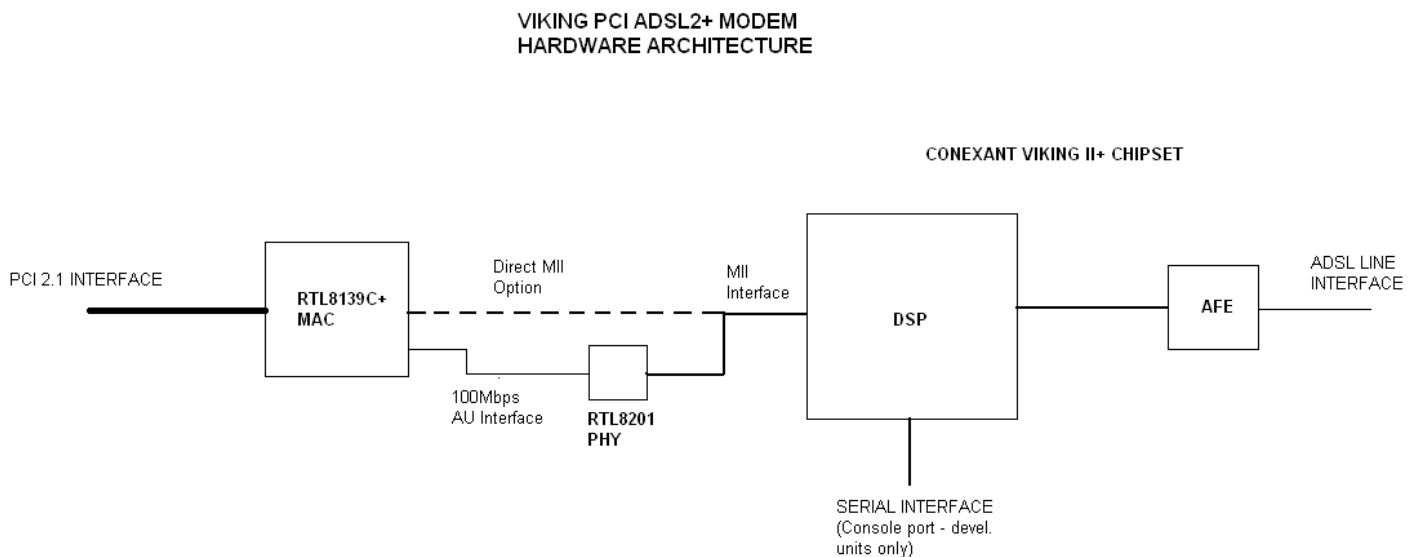 VIKING PCI ADSL2+ MODEM
HARDWARE ARCHITECTURE
CONEXANT VIKING II+ CHIPSET
PCI 2.1 INTERFACE
RTL8139C+
MAC
Direct MII
Option
MII
Interface
DSP
AFE
ADSL LINE
INTERFACE
100Mbps
AU Interface
RTL8201
PHY
SERIAL INTERFACE
(Console port - devel.
units only)